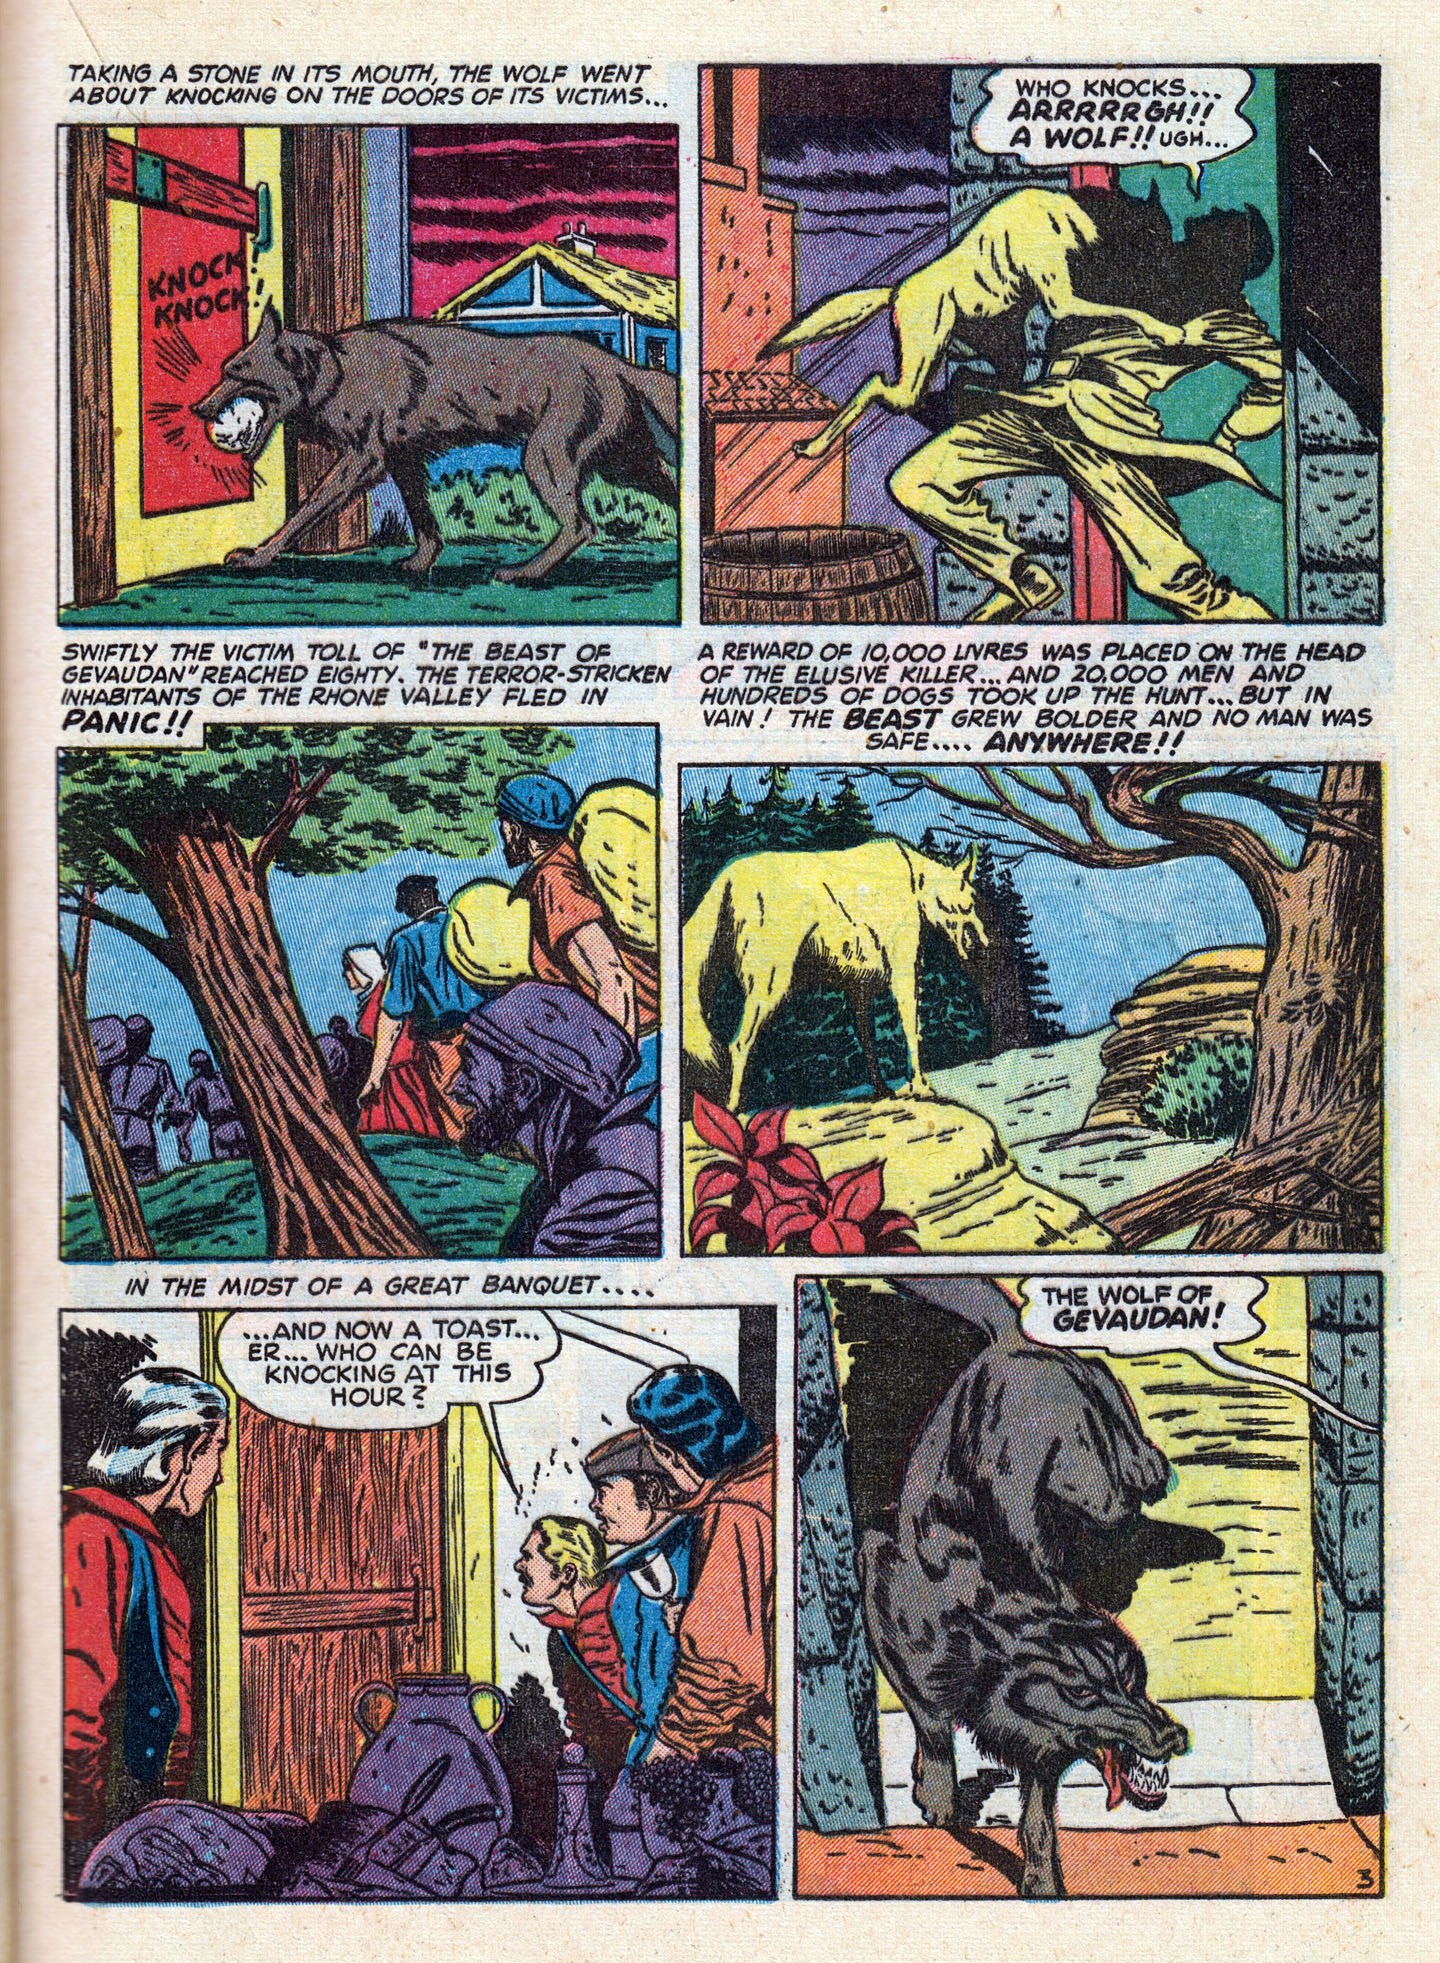 TAKING A STONE IN ITS MOUTH, THE WOLF WENT
ABOUT KNOCKING ON THE DOORS OF ITS VICTIMS...
KNOCK
KNOCK!
WHO KNOCKS...
ARRRRRGH!!
A WOLF!! UGH...
SWIFTLY THE VICTIM TOLL OF "THE BEAST OF
GEVAUDAN" REACHED EIGHTY. THE TERROR-STRICKEN
INHABITANTS OF THE RHONE VALLEY FLED IN
PANIC!!
A REWARD OF 10,000 LIVRES WAS PLACED ON THE HEAD
OF THE ELUSIVE KILLER... AND 20,000 MEN AND
HUNDREDS OF DOGS TOOK UP THE HUNT... BUT IN
VAIN! THE BEAST GREW BOLDER AND NO MAN WAS
SAFE.... ANYWHERE!!
IN THE MIDST OF A GREAT BANQUET....
...AND NOW A TOAST...
ER... WHO CAN BE
KNOCKING AT THIS
HOUR?
THE WOLF OF
GEVAUDAN!
3